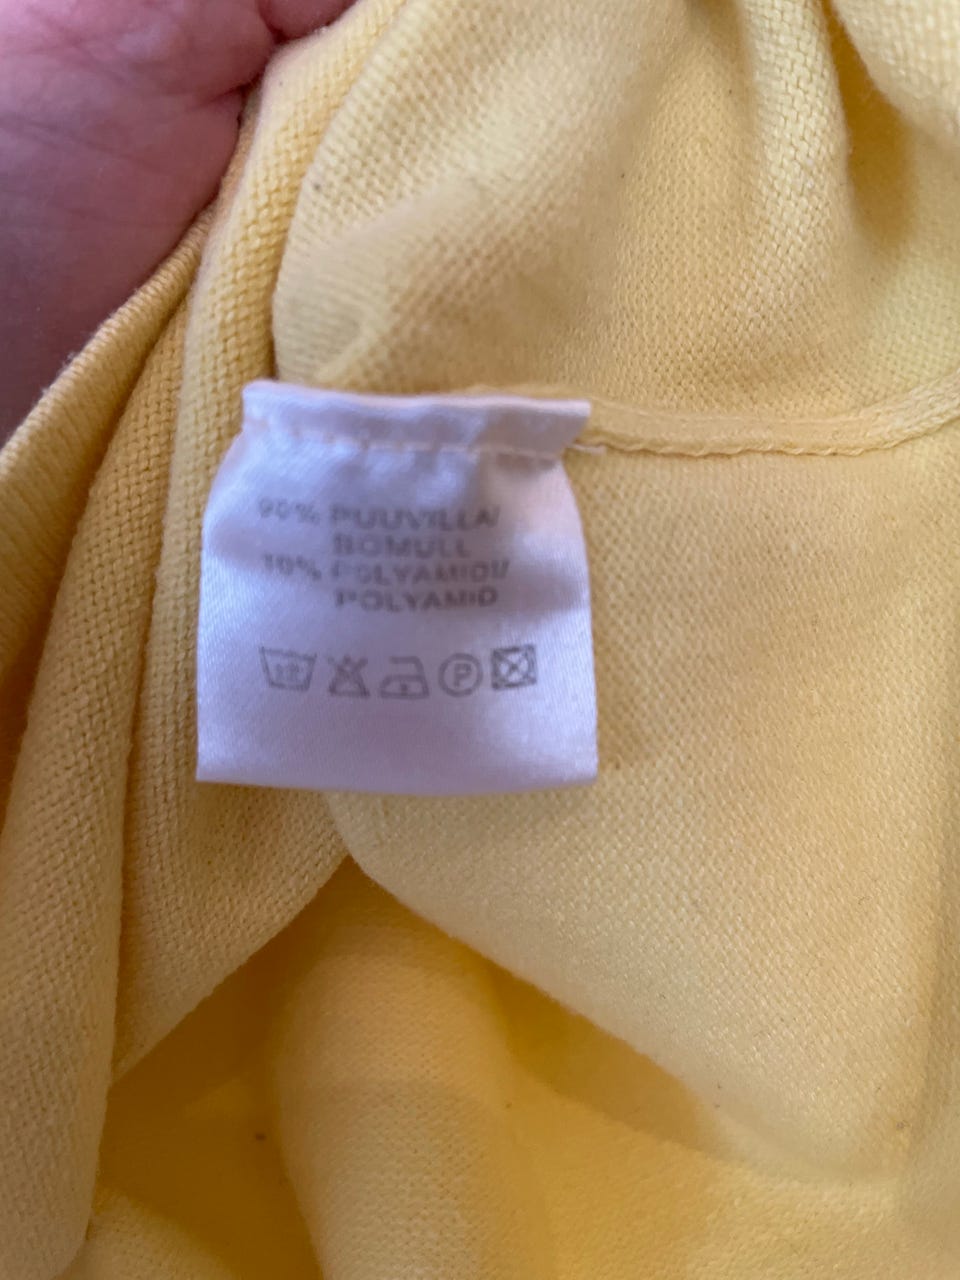 90% PUUVILLA/
BOMULL
10% POLYAMIDI/
POLYAMID
P